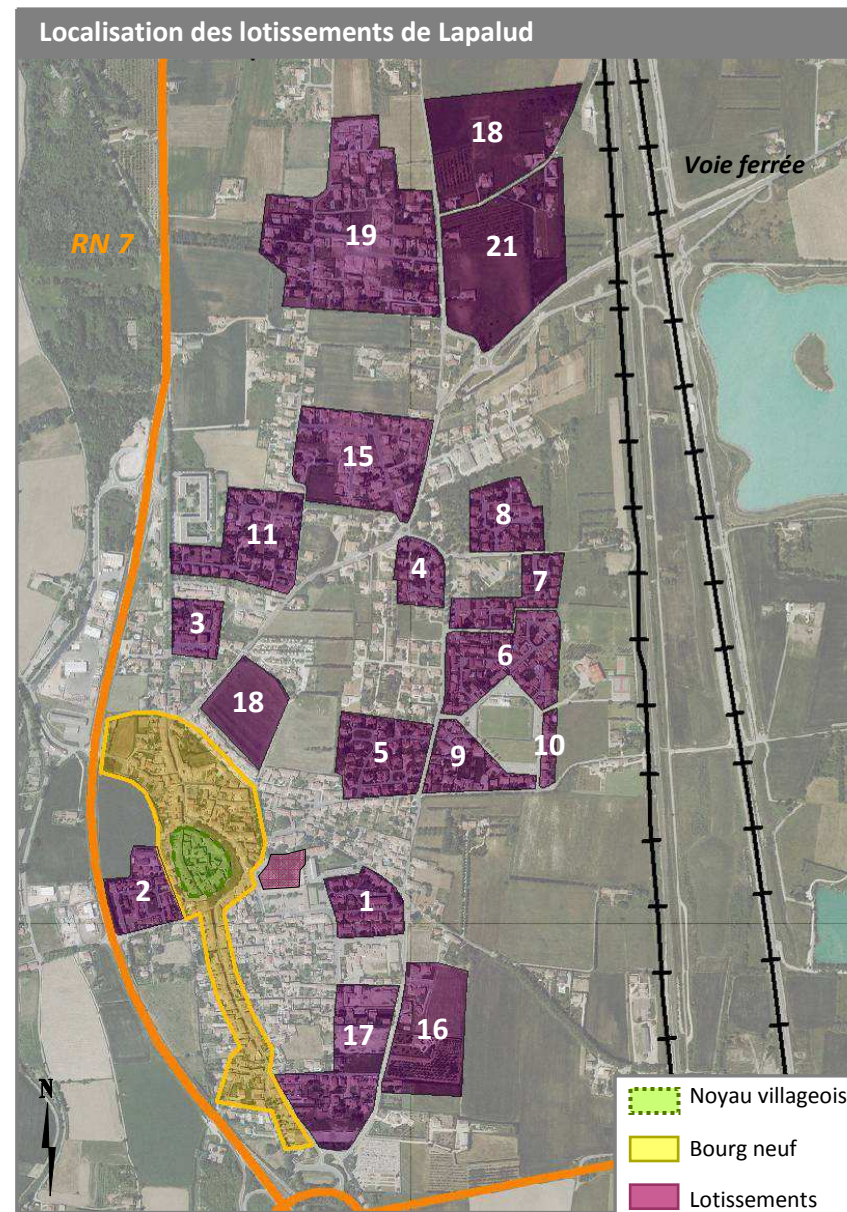 Localisation des lotissements de Lapalud
18
Voie ferrée
19
RN 7
21
15
8
11
4
7
3
6
18
5
9
10
2
1
17
16
N
Noyau villageois
Bourg neuf
Lotissements